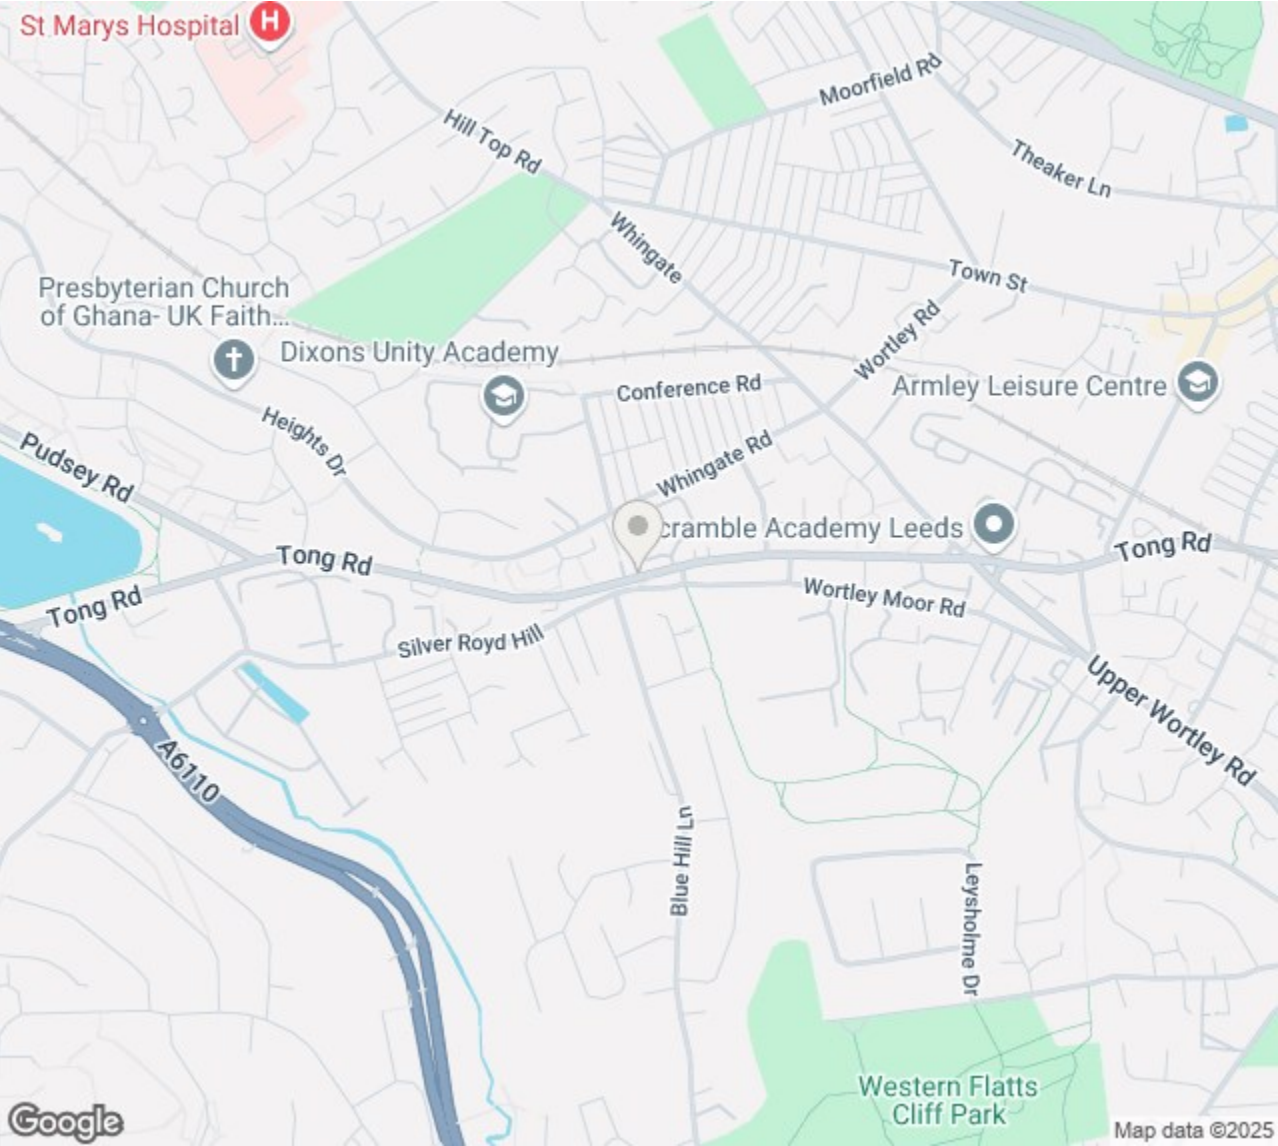 St Marys Hospital
H
Moorfield Rd
Hill Top Rd
Theaker Ln
Whingate
Town St
Presbyterian Church
of Ghana- UK Faith...
Wortley Rd
Dixons Unity Academy
Conference Rd
Armley Leisure Centre
Heights Dr
Pudsey Rd
Whingate Rd
cramble Academy Leeds
Tong Rd
Tong Rd
Tong Rd
Wortley Moor Rd
Silver Royd Hill
Upper Wortley Rd
A6110
Blue Hill Ln
Leysholme Dr
Western Flatts
Cliff Park
Google
Map data ©2025